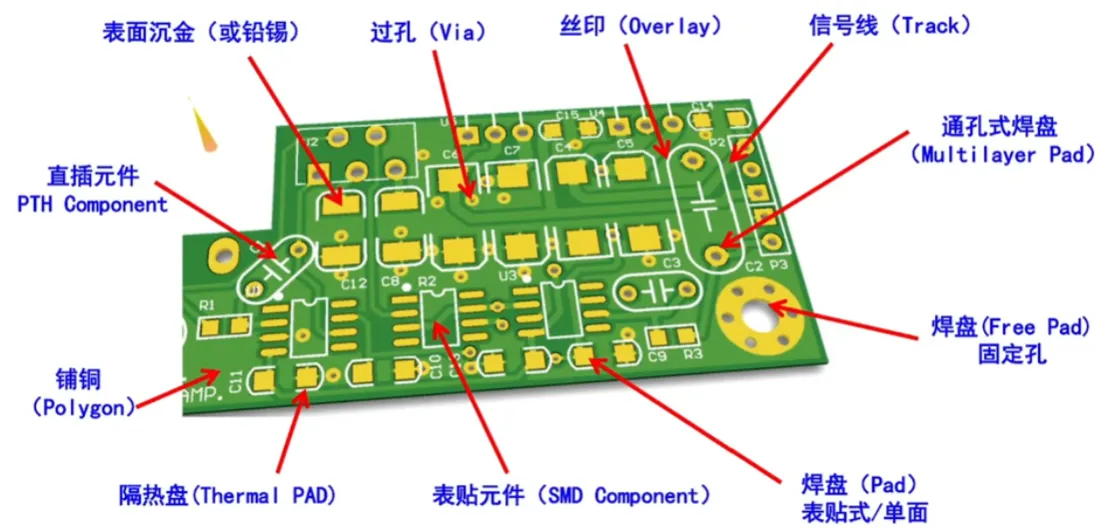 表面沉金（或铅锡）
过孔（Via）
丝印（Overlay）
信号线（Track）
通孔式焊盘
（Multilayer Pad）
直插元件
PTH Component
焊盘(Free Pad)
固定孔
铺铜
（Polygon）
隔热盘(Thermal PAD)
表贴元件（SMD Component）
焊盘（Pad）
表贴式/单面
C15
U4
C14
C6
C7
C4
C5
P2
C12
C8
R2
U3
C3
C2
P3
R1
C11
C10
C9
R3
AMP.